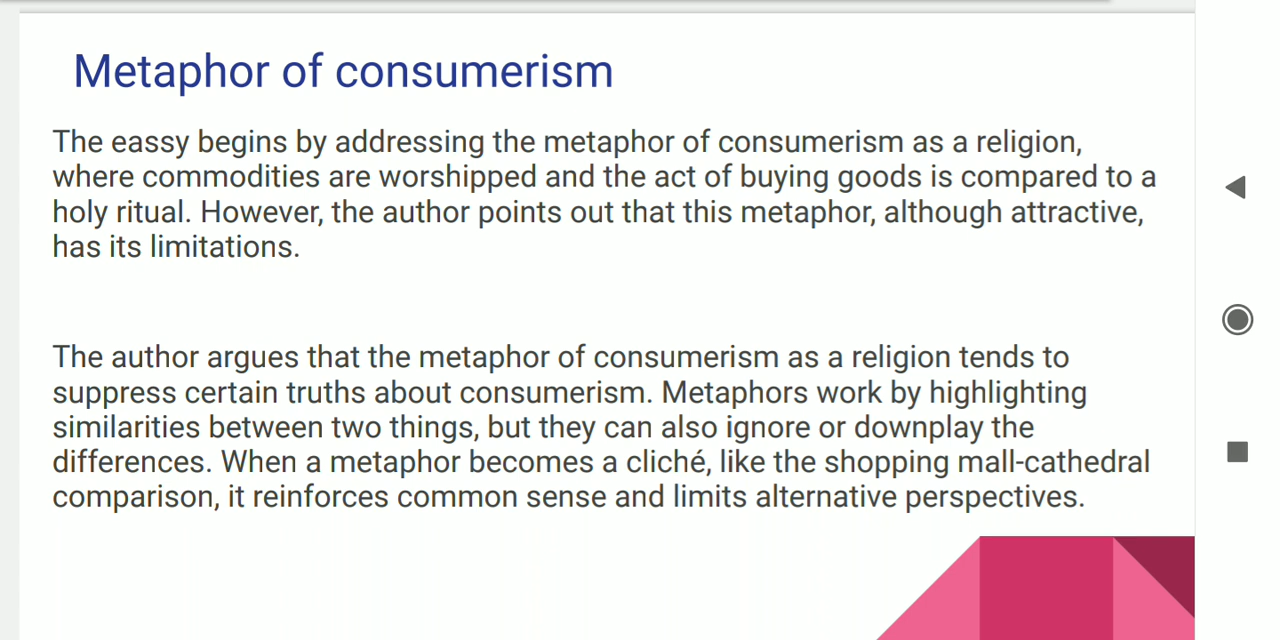 Metaphor of consumerism
The eassy begins by addressing the metaphor of consumerism as a religion,
where commodities are worshipped and the act of buying goods is compared to a
holy ritual. However, the author points out that this metaphor, although attractive,
has its limitations.
The author argues that the metaphor of consumerism as a religion tends to
suppress certain truths about consumerism. Metaphors work by highlighting
similarities between two things, but they can also ignore or downplay the
differences. When a metaphor becomes a cliché, like the shopping mall-cathedral
comparison, it reinforces common sense and limits alternative perspectives.